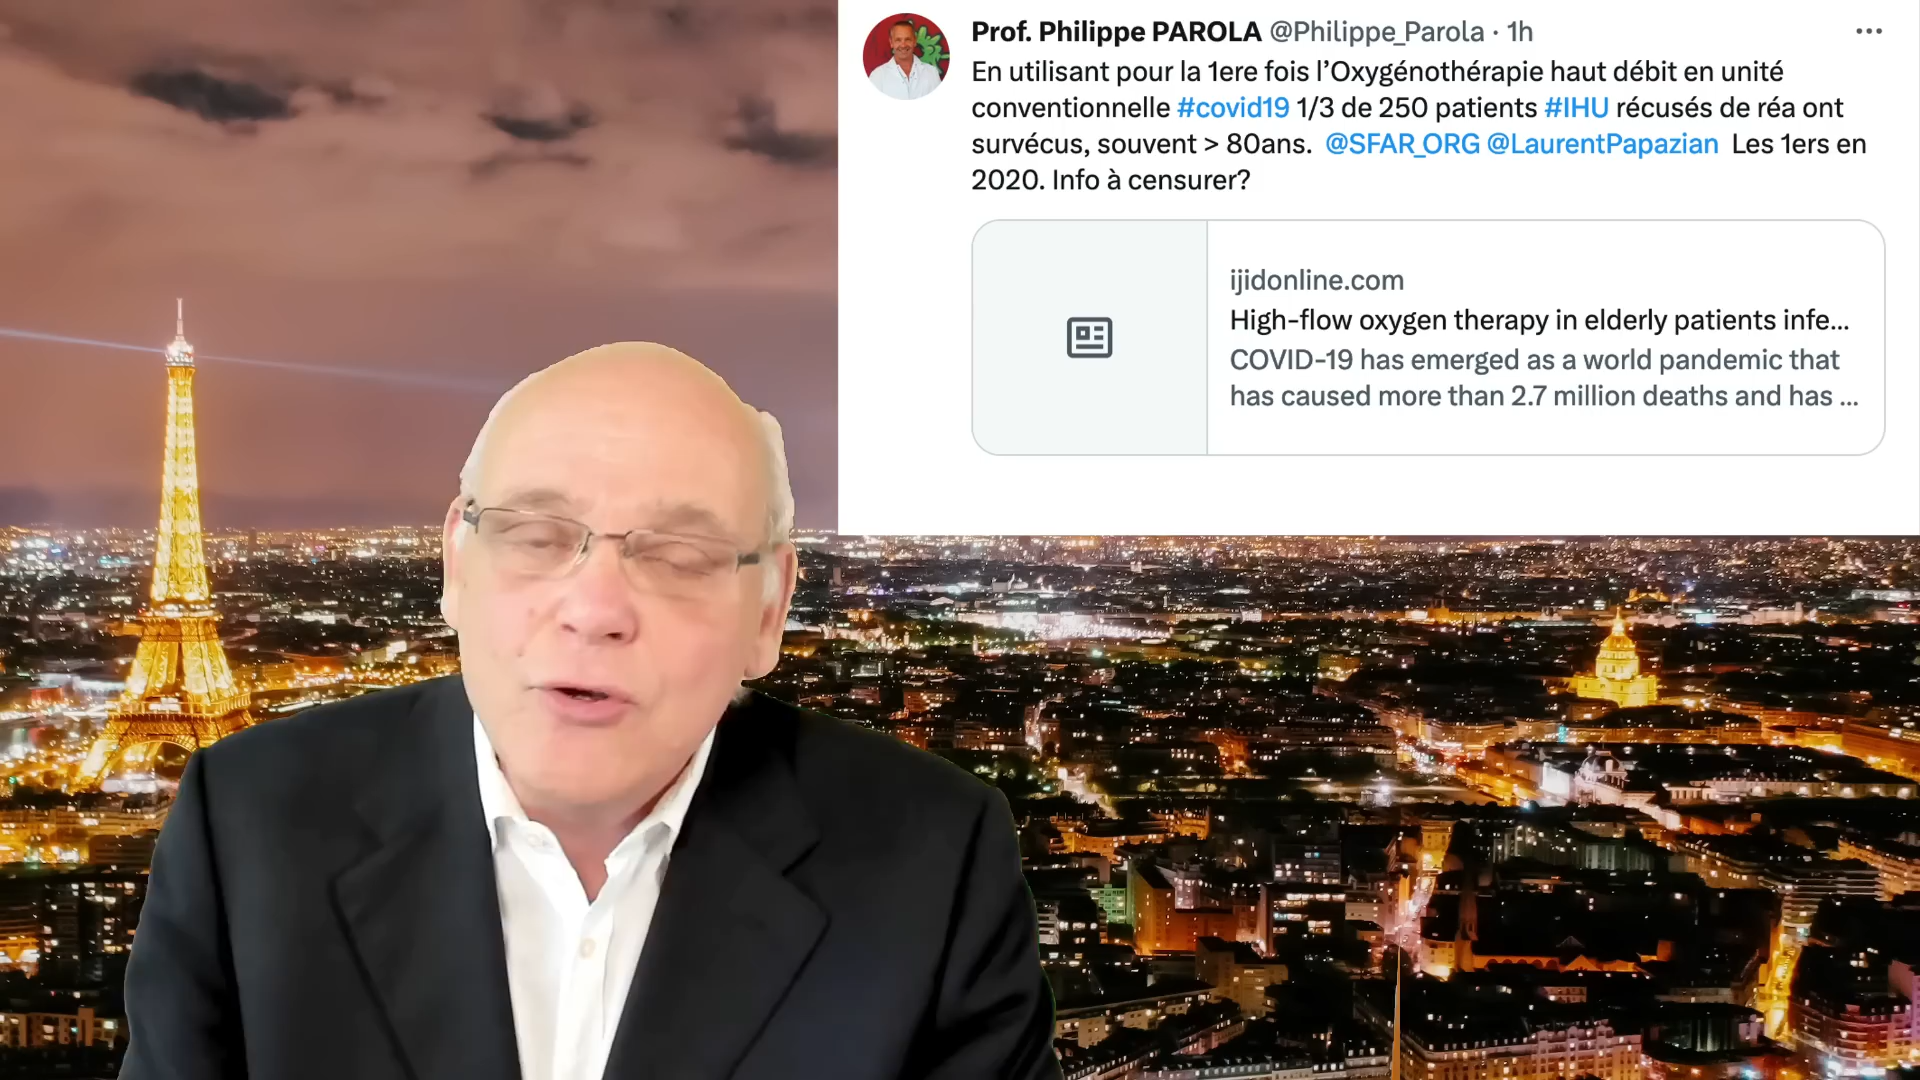 Prof. Philippe PAROLA @Philippe_Parola · 1h
En utilisant pour la 1ere fois l’Oxygénothérapie haut débit en unité
conventionnelle #covid19 1/3 de 250 patients #IHU récusés de réa ont
survécus, souvent > 80ans. @SFAR_ORG @LaurentPapazian Les 1ers en
2020. Info à censurer?
ijidonline.com
High-flow oxygen therapy in elderly patients infe...
COVID-19 has emerged as a world pandemic that
has caused more than 2.7 million deaths and has ...